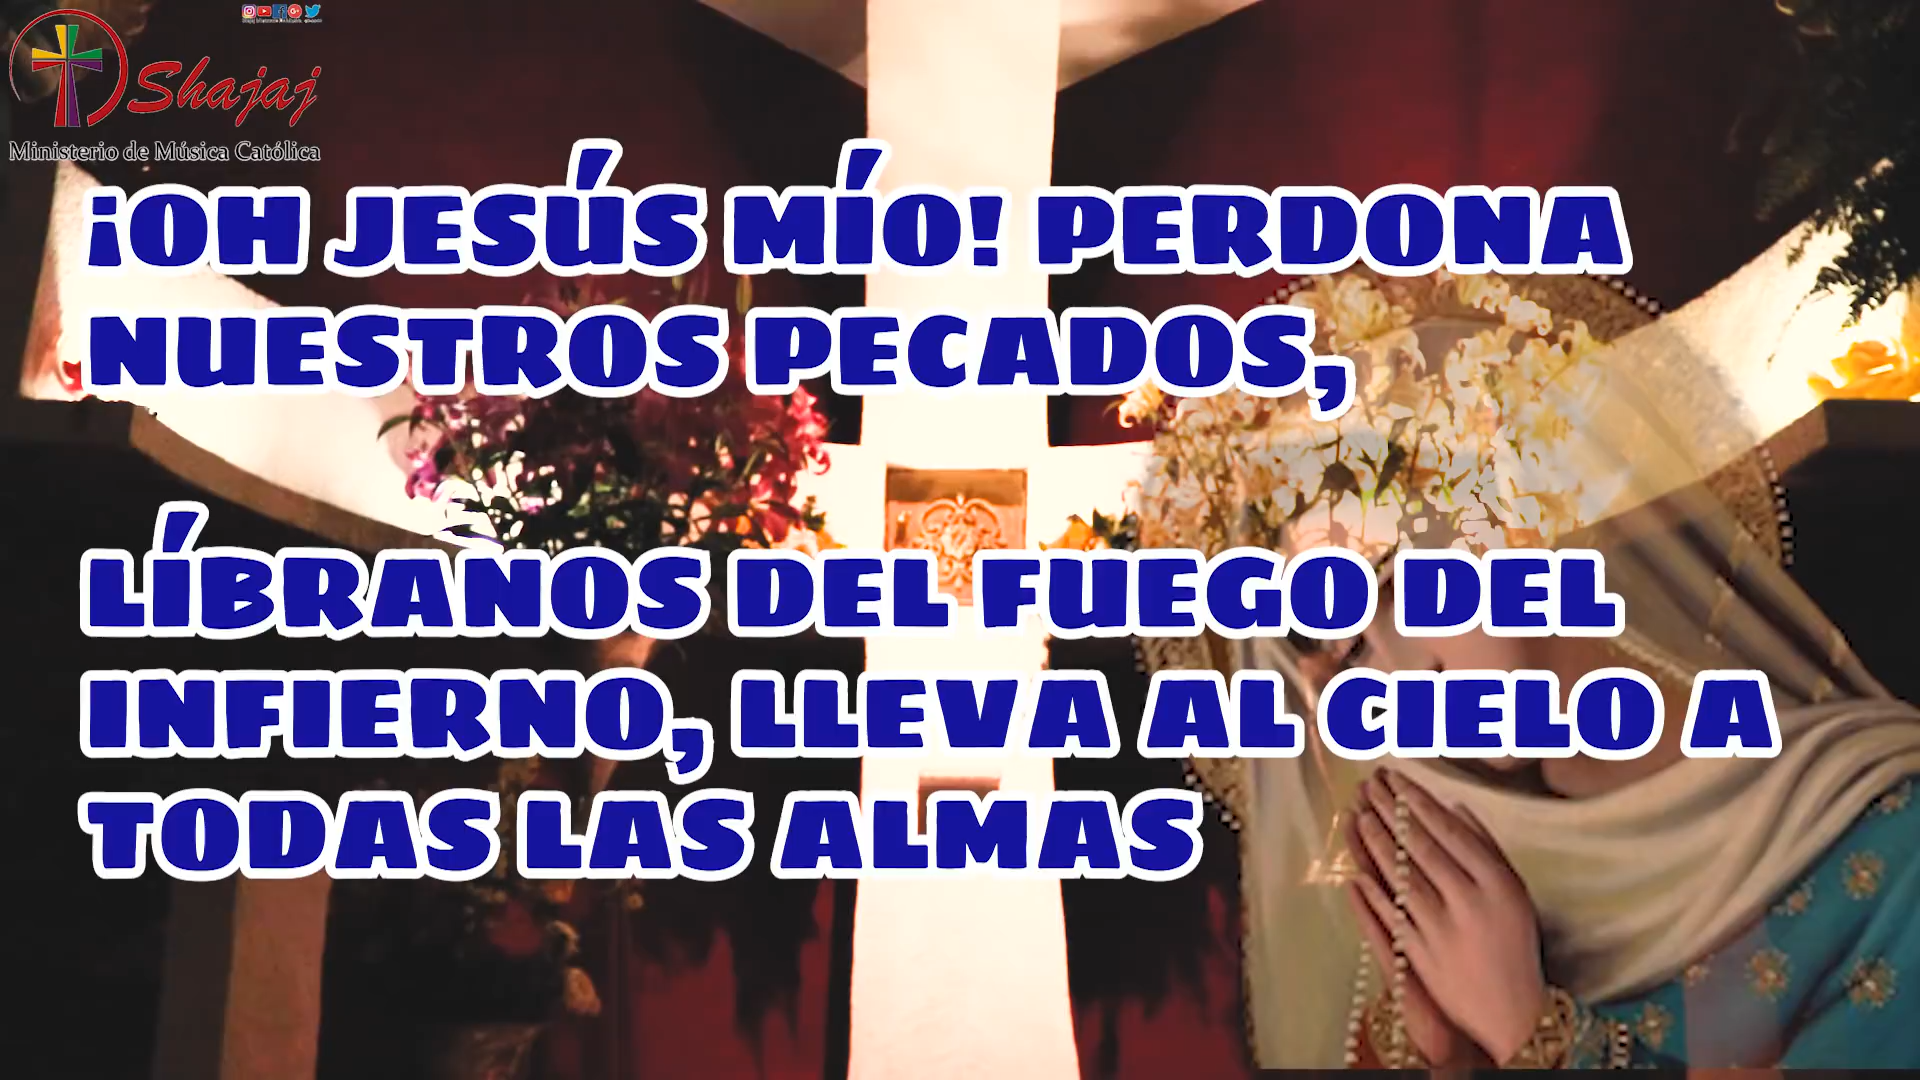 Shajaj
Ministerio de Música Católica
¡OH JESÚS MÍO! PERDONA
NUESTROS PECADOS,
LÍBRANOS DEL FUEGO DEL
INFIERNO, LLEVA AL CIELO A
TODAS LAS ALMAS